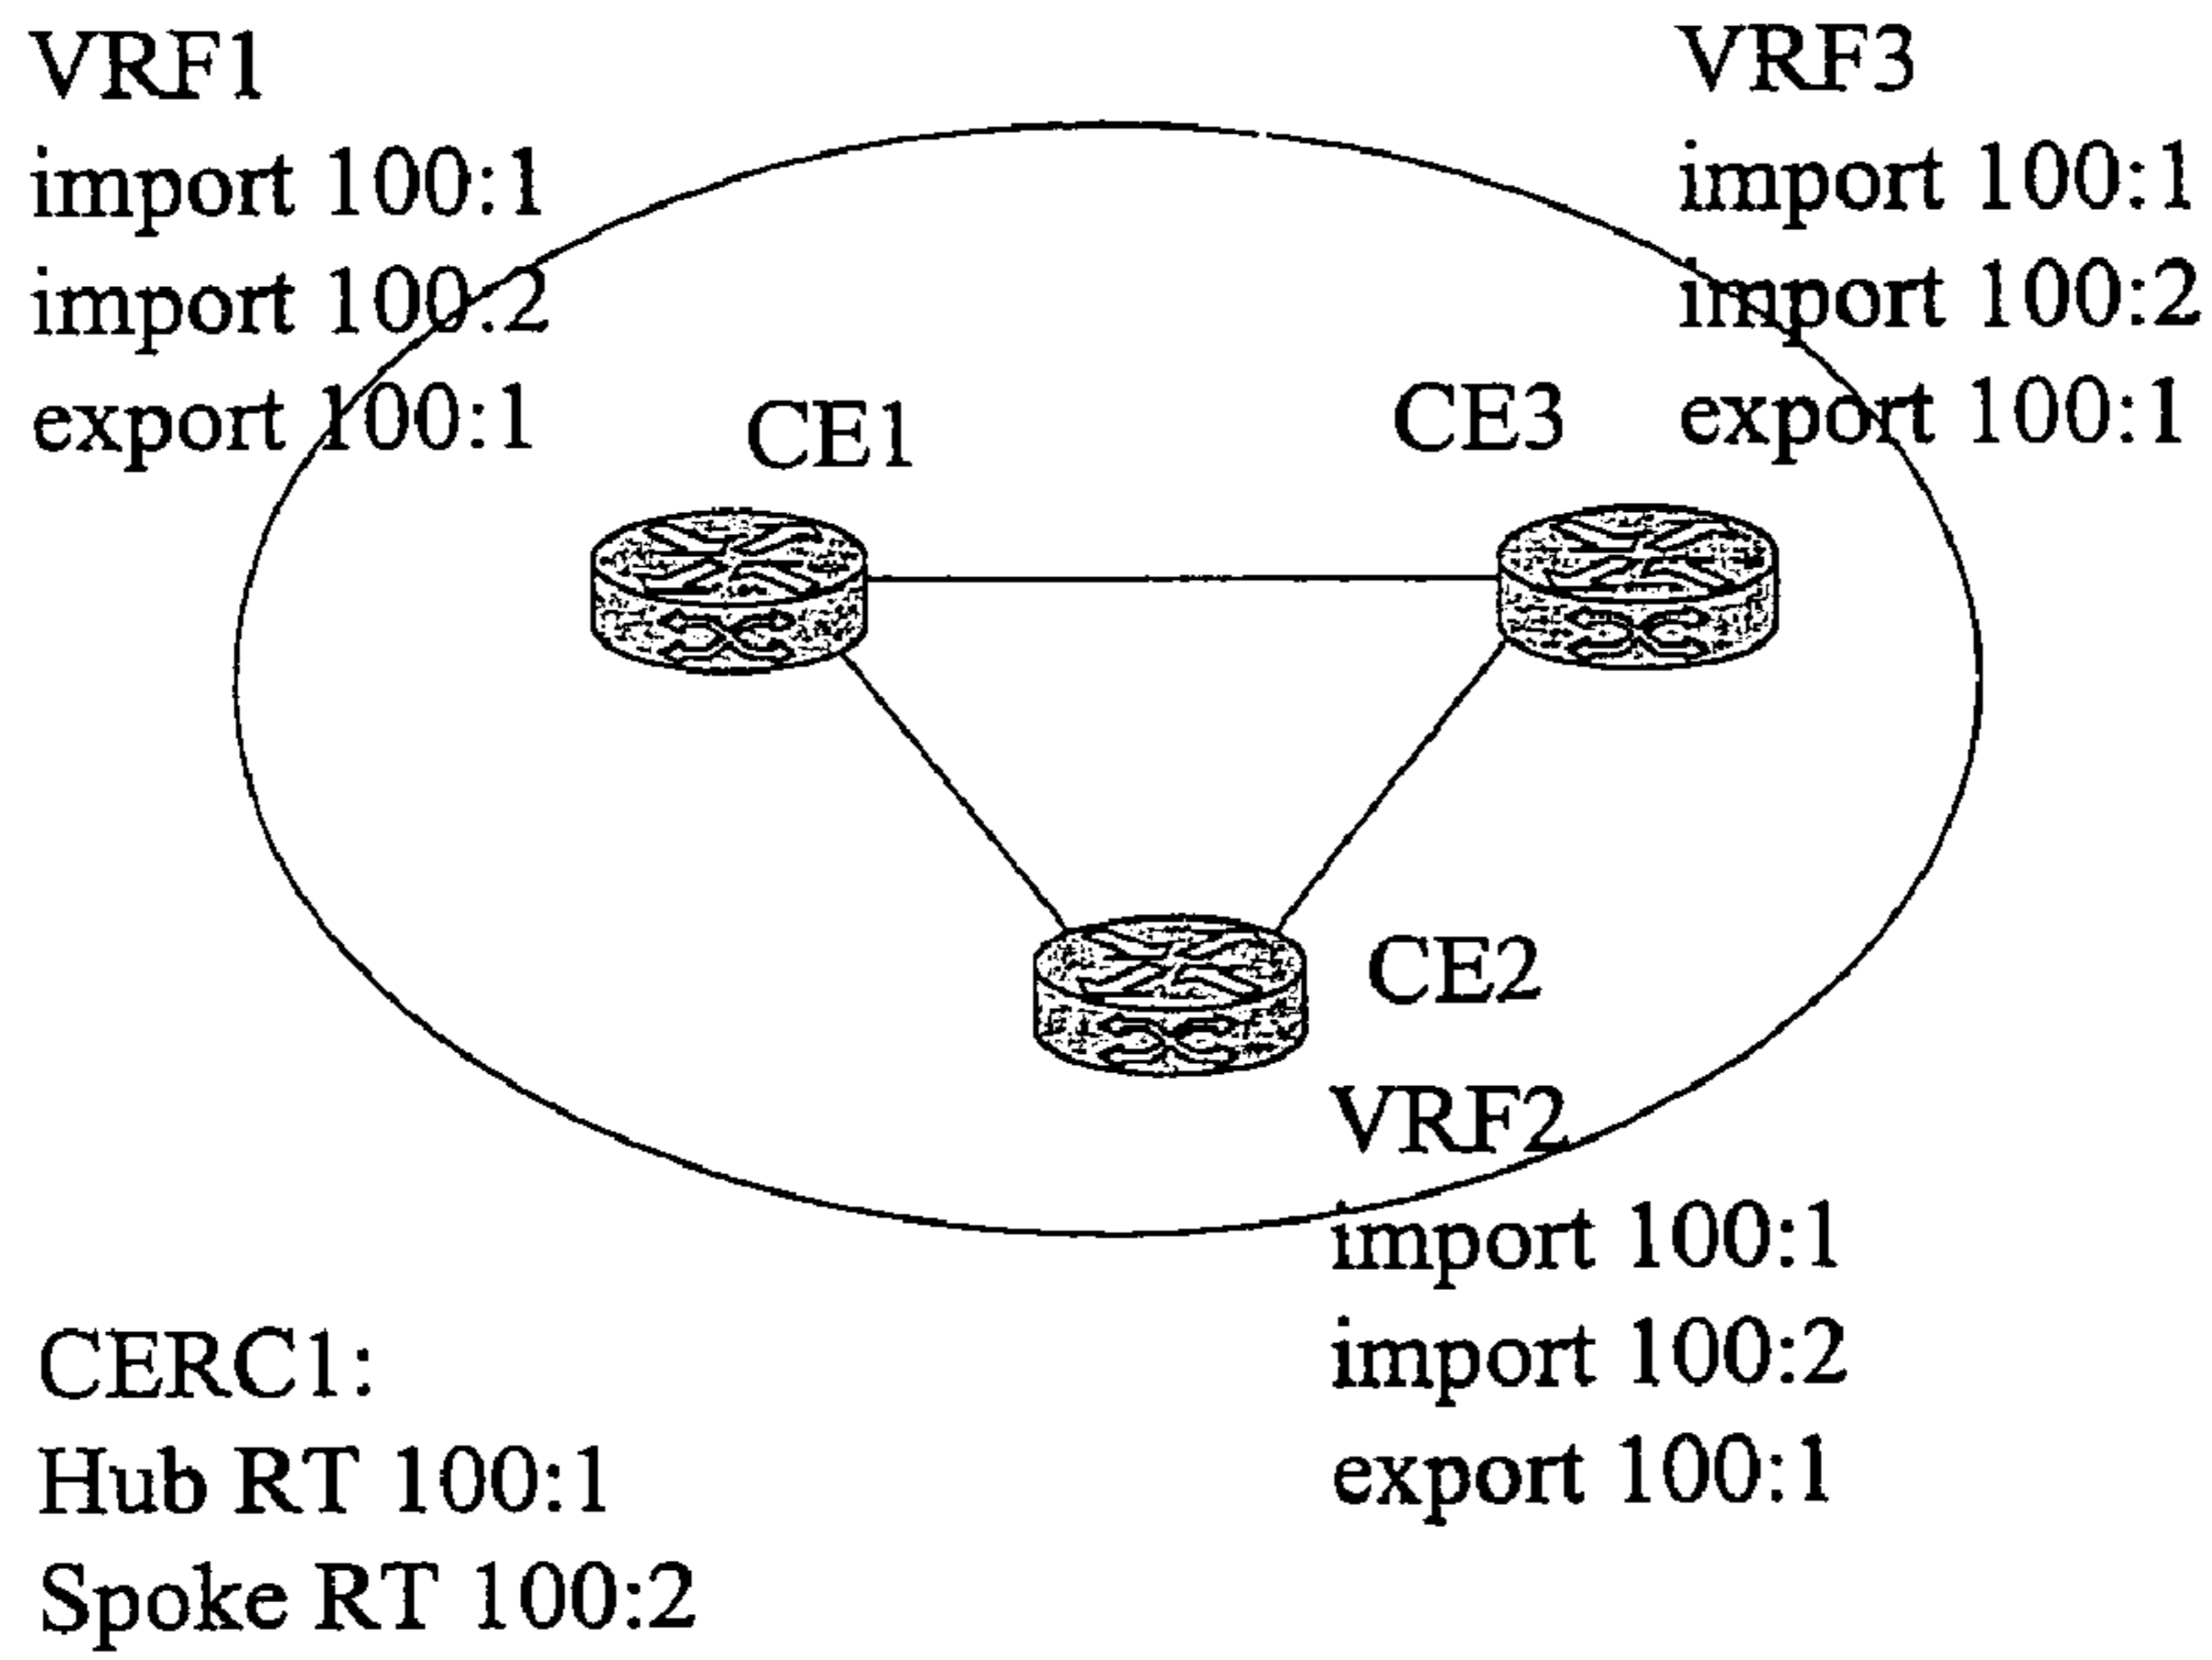 VRF1
import 100:1
import 100:2
export 100:1
VRF3
import 100:1
import 100:2
export 100:1
CE1
CE3
CE2
VRF2
import 100:1
import 100:2
export 100:1
CERC1:
Hub RT 100:1
Spoke RT 100:2